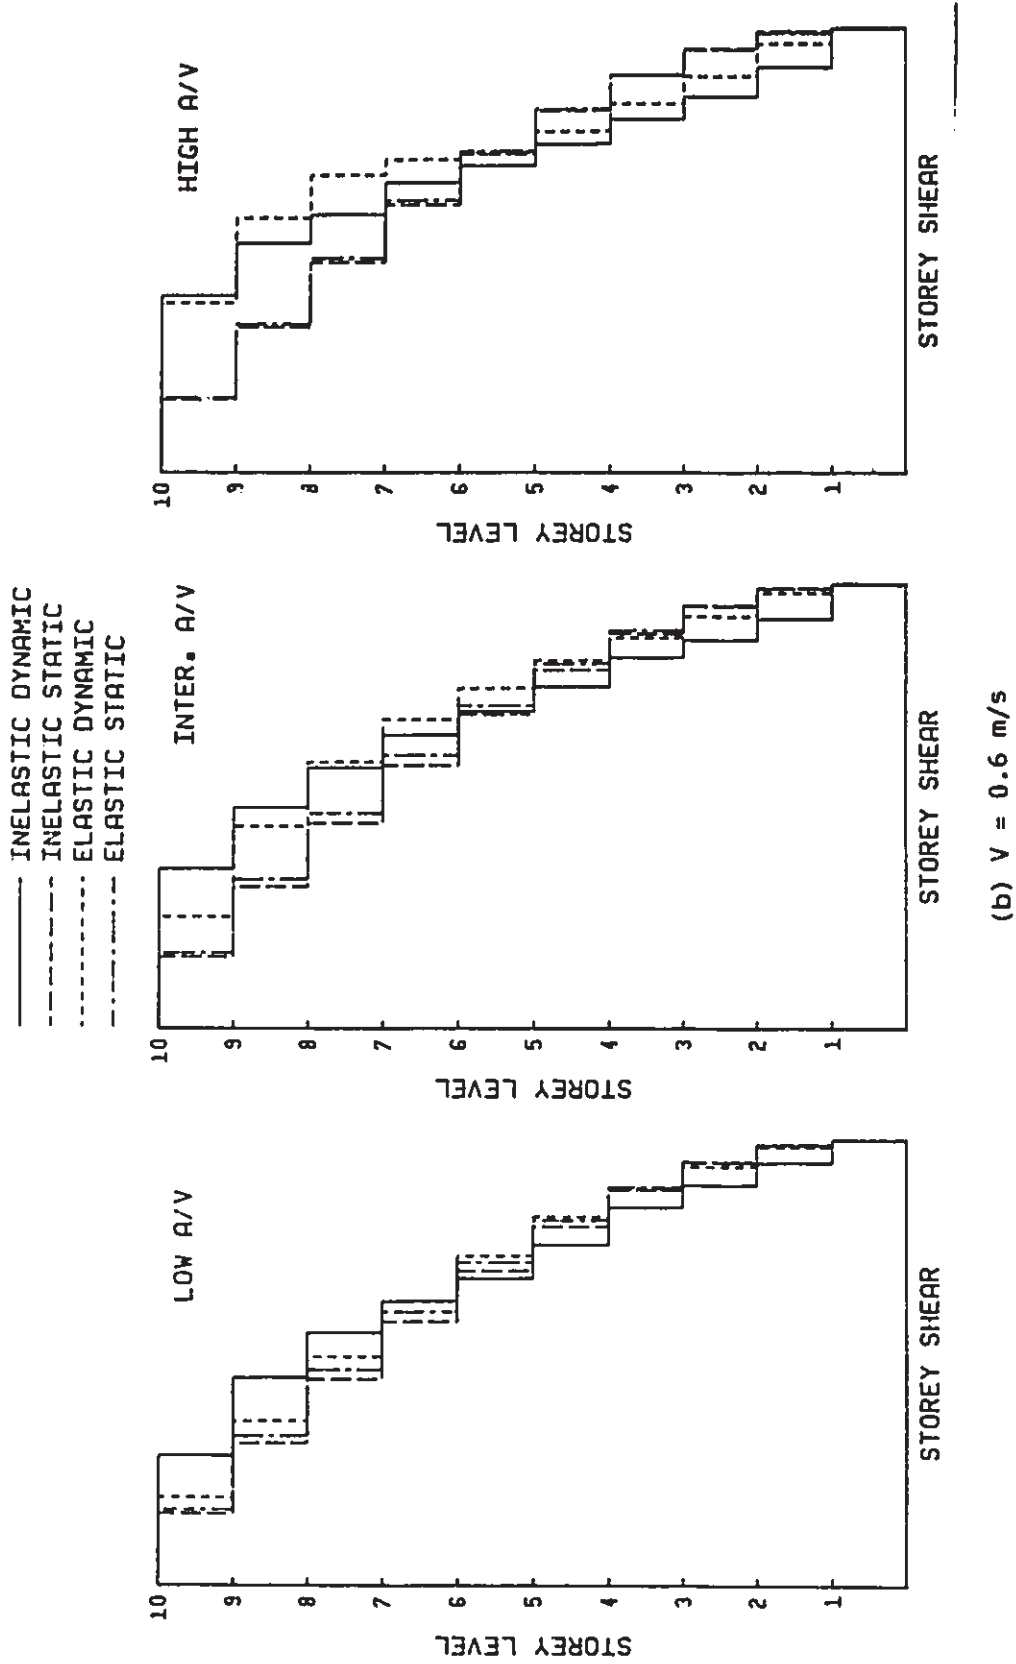 INELASTIC DYNAMIC
INELASTIC STATIC
ELASTIC DYNAMIC
ELASTIC STATIC
LOW A/V
STOREY LEVEL
10
9
8
7
6
5
4
3
2
1
STOREY SHEAR
INTER. A/V
STOREY LEVEL
10
9
8
7
6
5
4
3
2
1
STOREY SHEAR
HIGH A/V
STOREY LEVEL
10
9
8
7
6
5
4
3
2
1
STOREY SHEAR
(b) V = 0.6 m/s